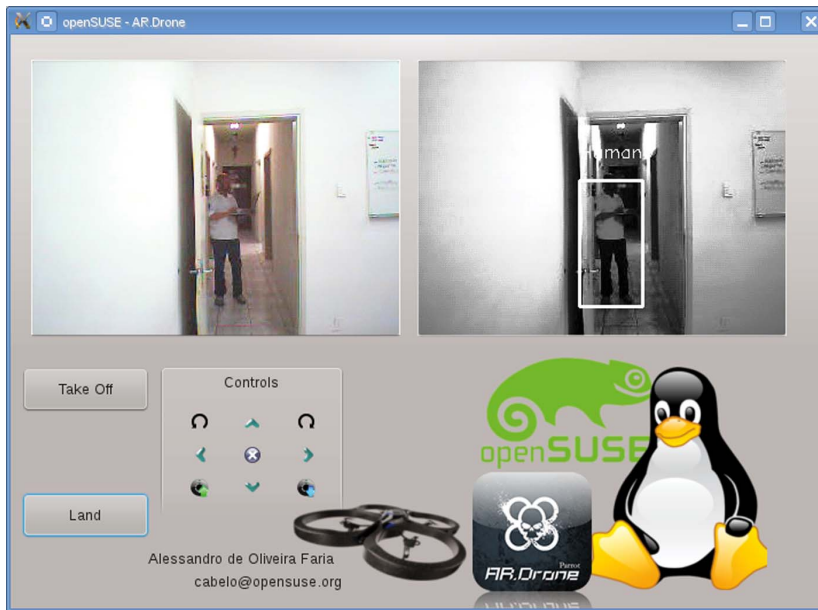 openSUSE - AR.Drone
Human
Take Off
Controls
Land
openSUSE
Parrot
AR.Drone
Alessandro de Oliveira Faria
cabelo@opensuse.org